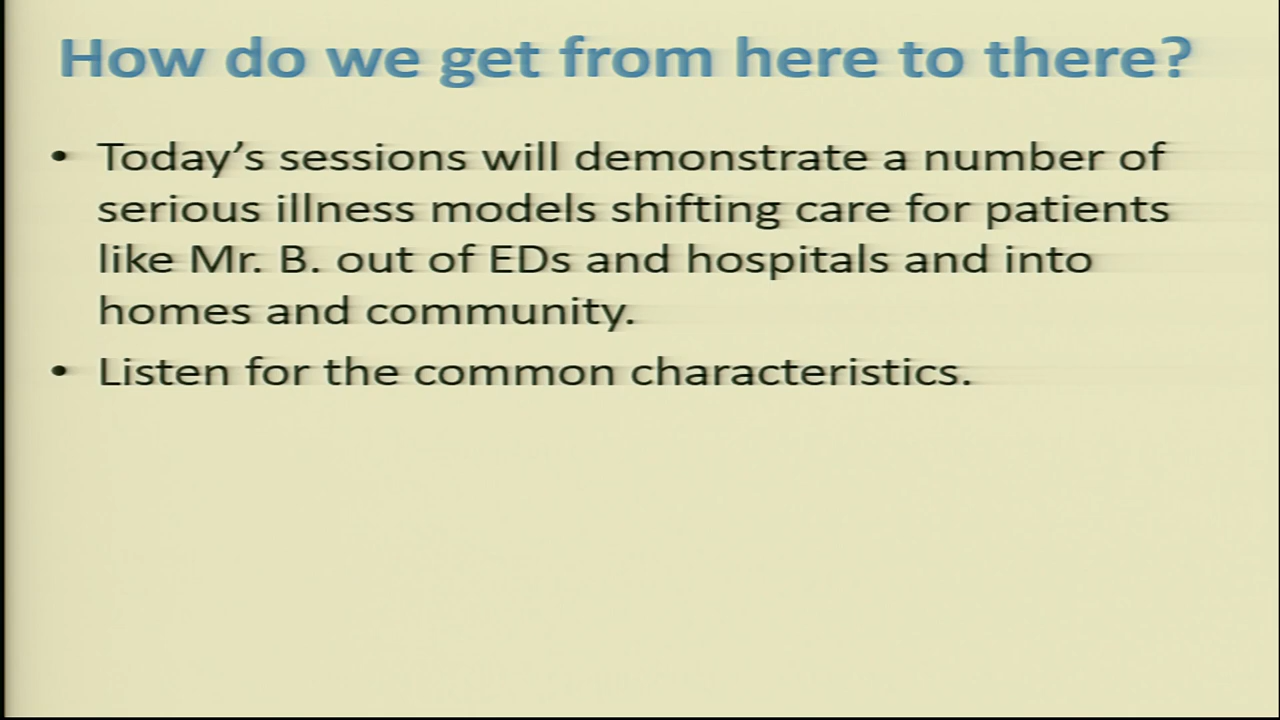 How do we get from here to there?
• Today's sessions will demonstrate a number of
serious illness models shifting care for patients
like Mr. B. out of EDs and hospitals and into
homes and community.
• Listen for the common characteristics.